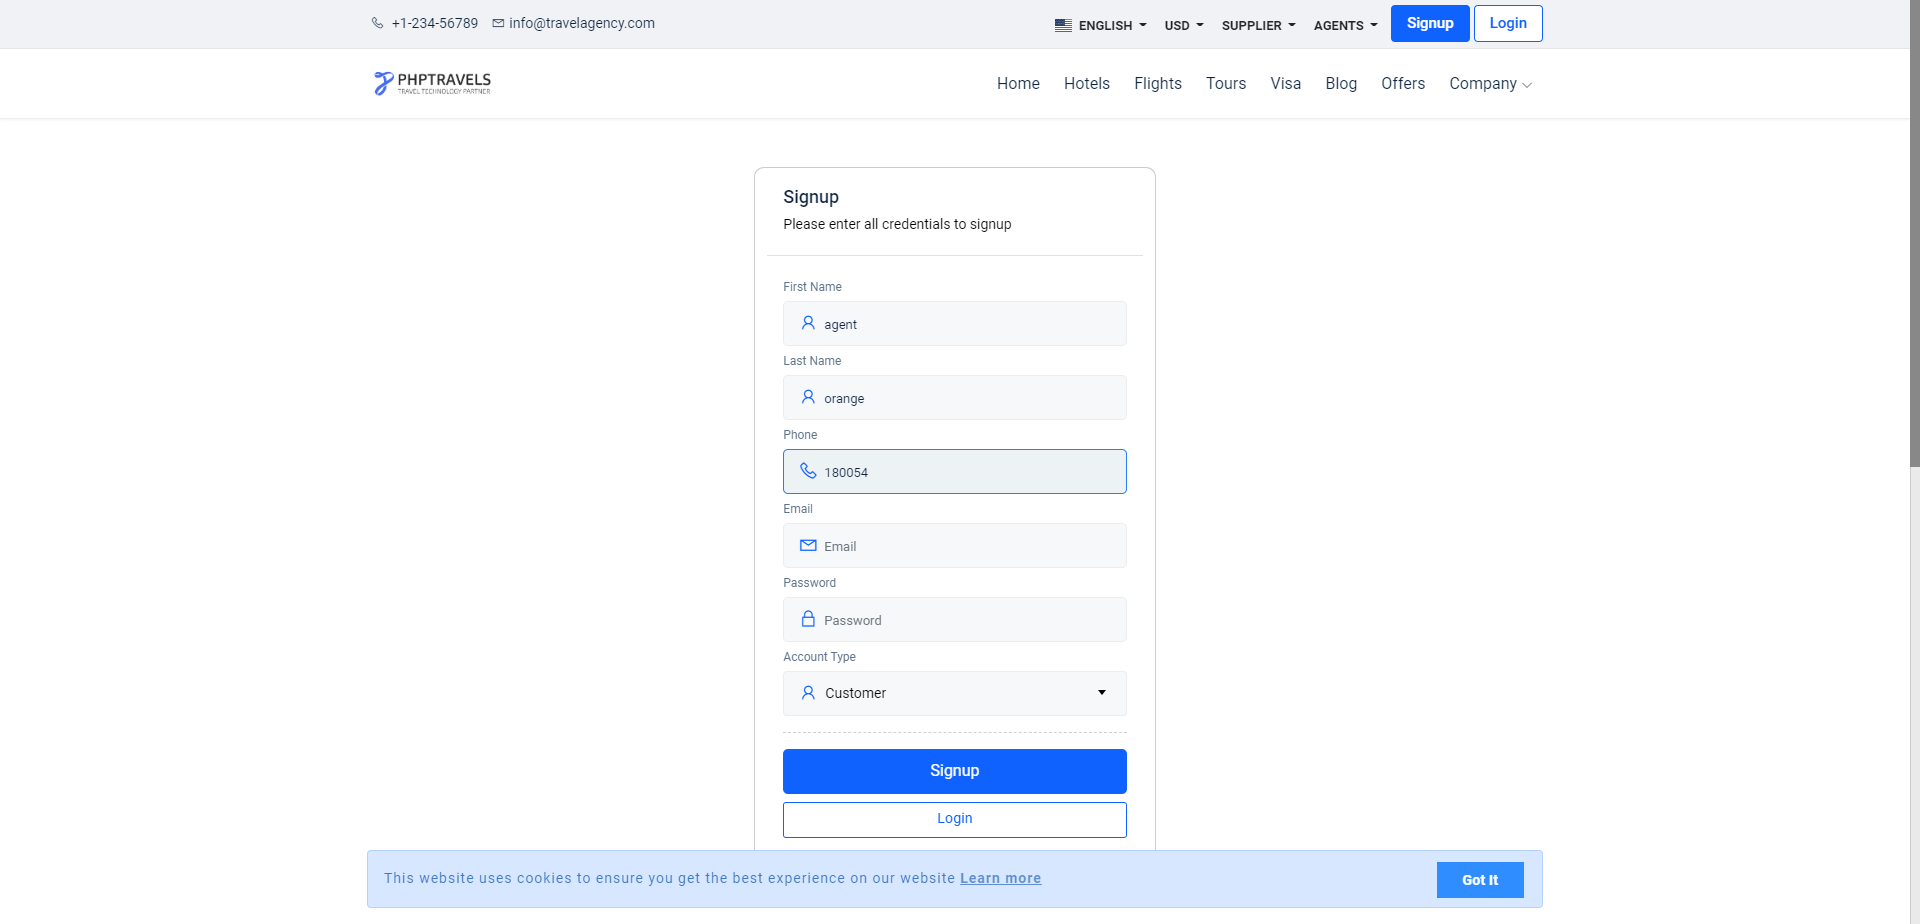 +1-234-56789 info@travelagency.com ENGLISH USD SUPPLIER AGENTS Signup Login
PHPTRAVELS
TRAVEL TECHNOLOGY PARTNER
Home Hotels Flights Tours Visa Blog Offers Company
Signup
Please enter all credentials to signup
First Name
agent
Last Name
orange
Phone
180054
Email
Email
Password
Password
Account Type
Customer
Signup
Login
This website uses cookies to ensure you get the best experience on our website Learn more Got It